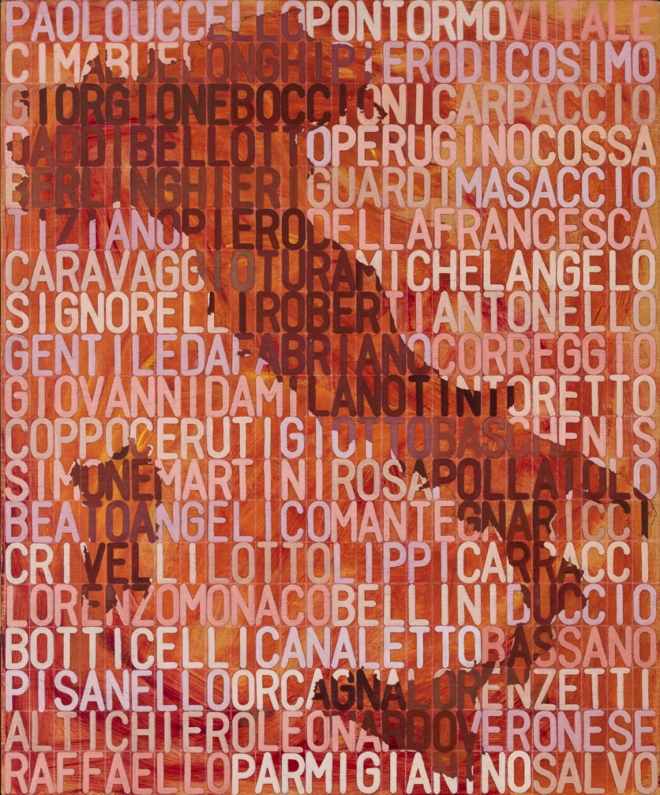 PAOLOUCCELLOPONTORMOVITALE
CIMABUELONGHIPIERODICOSIMO
GIORGIONEBOCCIONICARPACCIO
DADDIBELLOTTOPERUGINOCOSSA
BERLINGHIERIGUARDIMASACCIO
TIZIANOPIERODELLAFRANCESCA
CARAVAGGIOTURAMICHELANGELO
SIGNORELLIROBERTIANTONELLO
GENTILEDAFABRIANOCORREGGIO
GIOVANNIDAMILANOTINTORETTO
COPPOCERUTIGIOTTOBASCHENIS
SIMONEMARTINIROSAPOLLAIOLO
BEATOANGELICOMANTEGNARICCI
CRIVELLILOTTOLIPPICARRACCI
LORENZOMONACOBELLINIDUCCIO
BOTTICELLICANALETTOBASSANO
PISANELLOORCAGNALORENZETTI
ALTICHIEROLEONARDOVERONESE
RAFFAELLOPARMIGIANINOSALVO